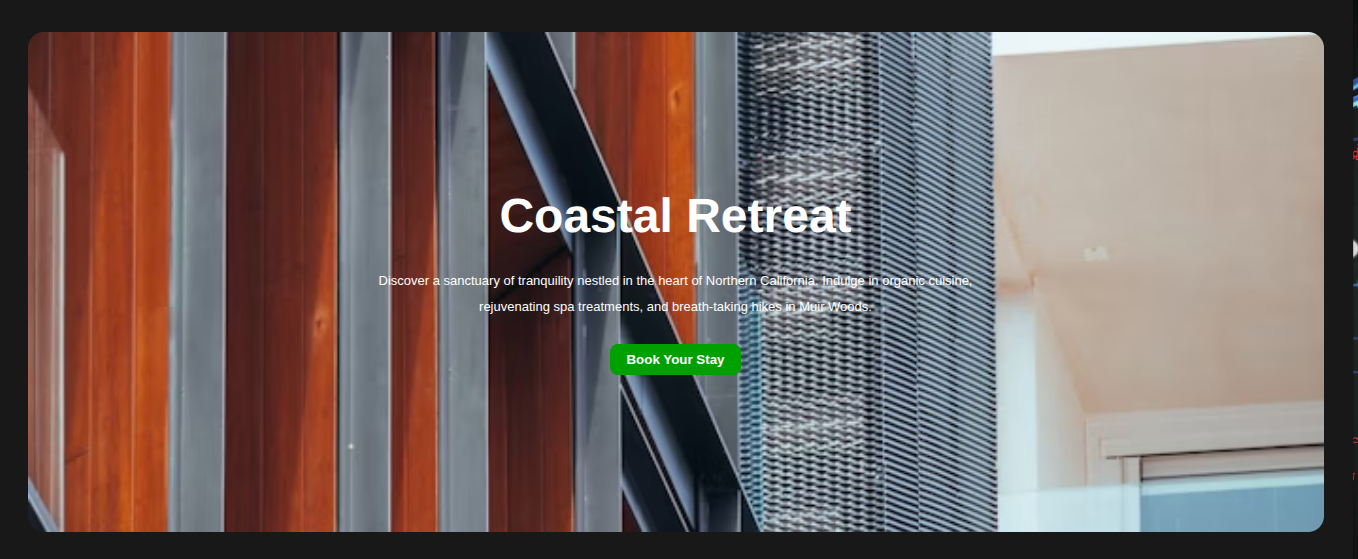 Coastal Retreat
Discover a sanctuary of tranquility nestled in the heart of Northern California. Indulge in organic cuisine,
rejuvenating spa treatments, and breath-taking hikes in Muir Woods.
Book Your Stay